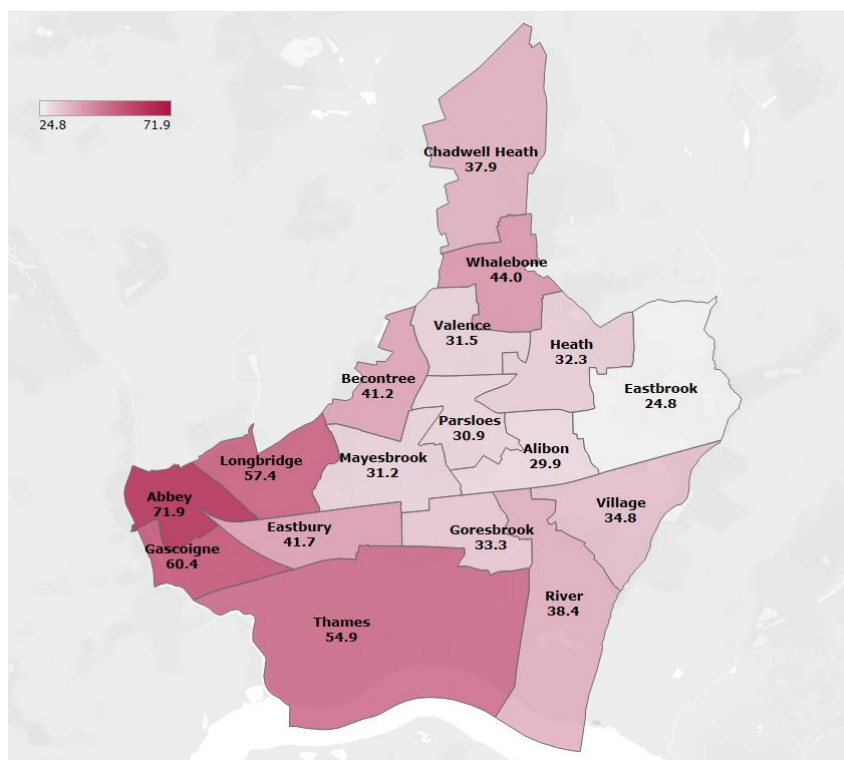 24.8 71.9
Chadwell Heath
37.9
Whalebone
44.0
Valence
31.5
Heath
32.3
Becontree
41.2
Eastbrook
24.8
Parsloes
30.9
Alibon
29.9
Longbridge
57.4
Mayesbrook
31.2
Abbey
71.9
Village
34.8
Eastbury
41.7
Goresbrook
33.3
Gascoigne
60.4
River
38.4
Thames
54.9